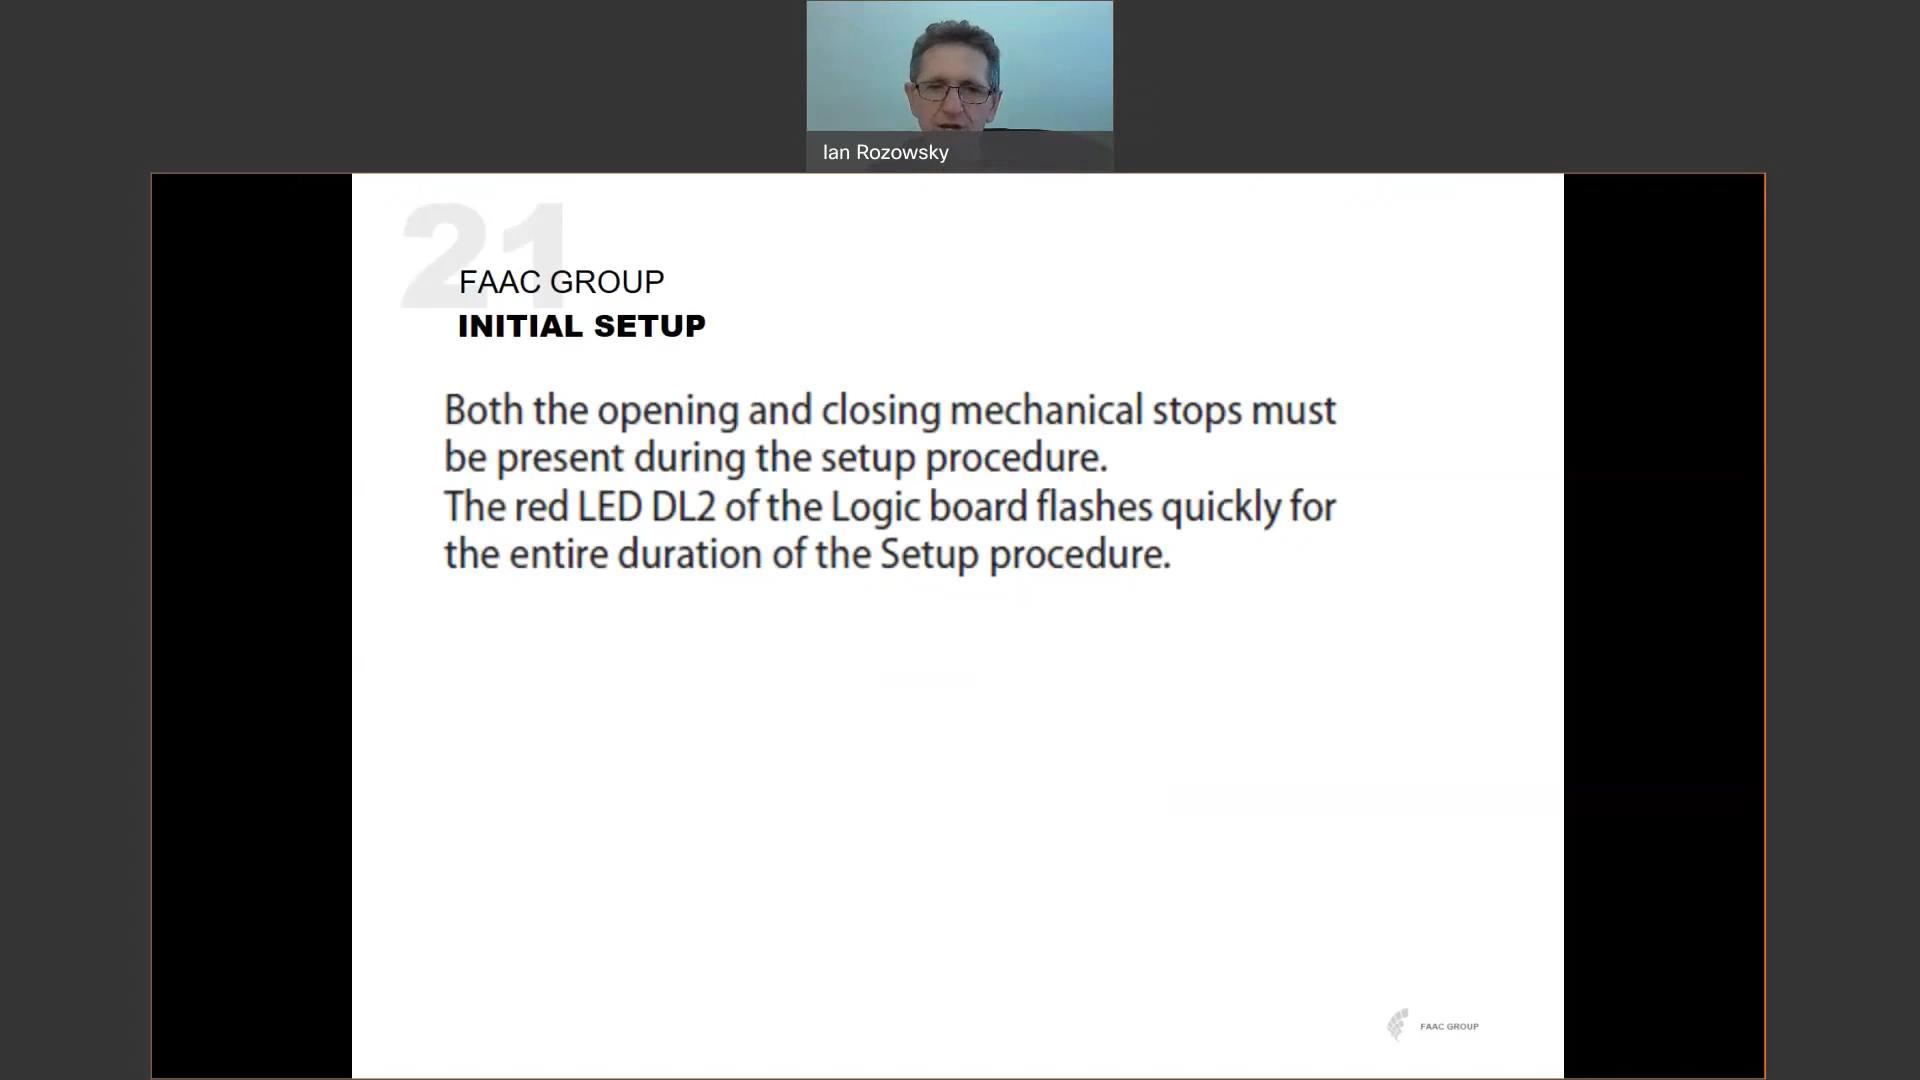 Ian Rozowsky
21
FAAC GROUP
INITIAL SETUP
Both the opening and closing mechanical stops must
be present during the setup procedure.
The red LED DL2 of the Logic board flashes quickly for
the entire duration of the Setup procedure.
FAAC GROUP